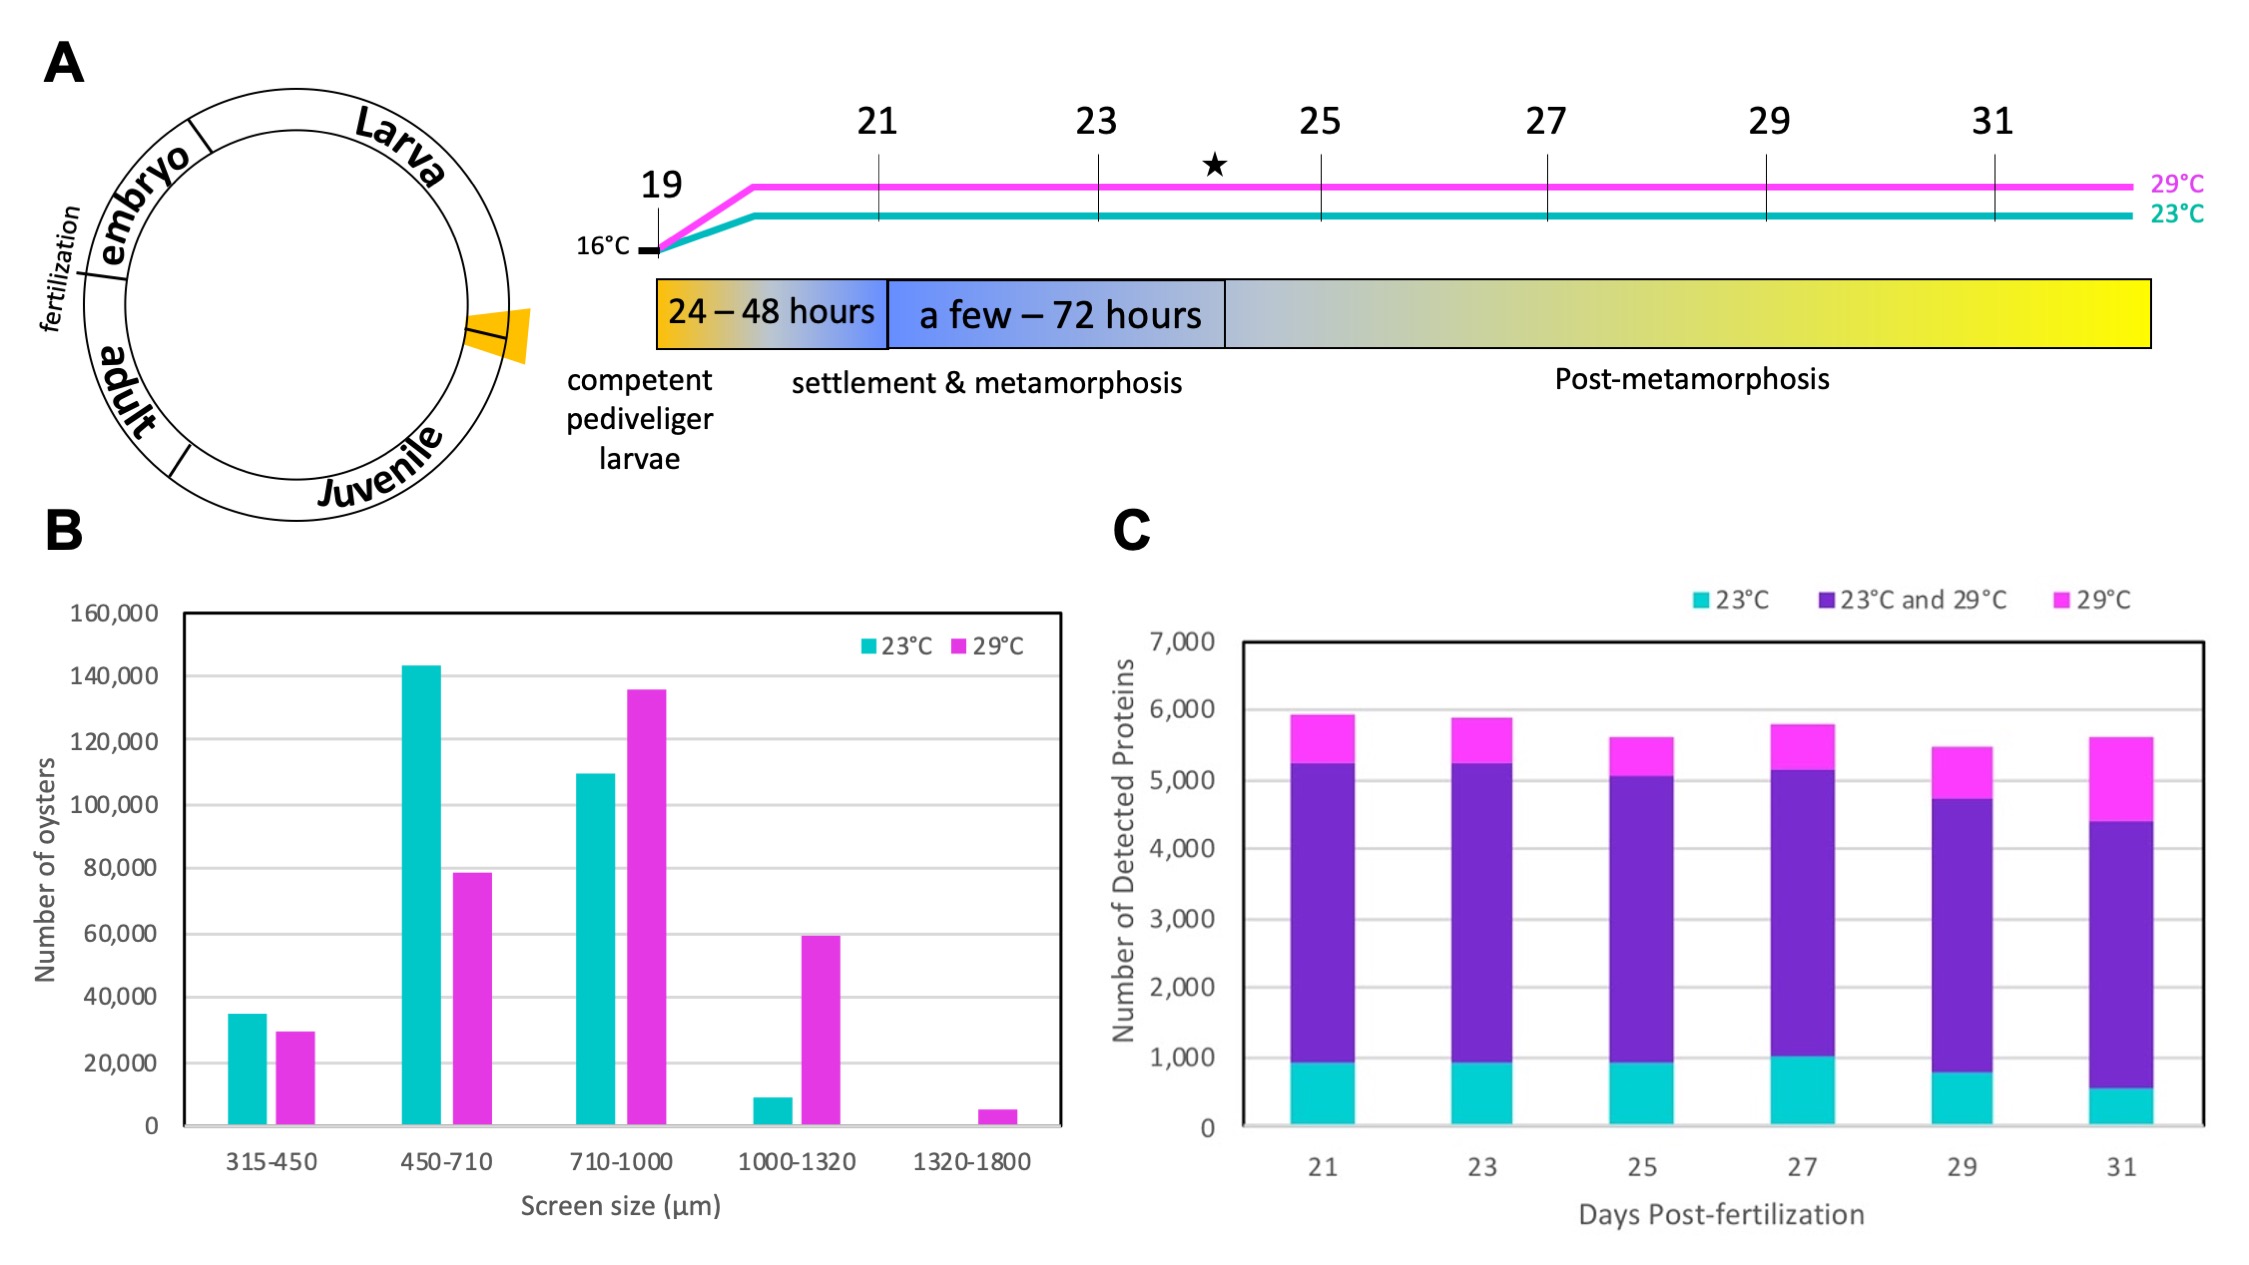 A
fertilization
embryo
Larva
adult
Juvenile
19
21
23
25
27
29
31
★
16°C
29°C
23°C
24 – 48 hours
a few – 72 hours
competent
pediveliger
larvae
settlement & metamorphosis
Post-metamorphosis
B
23°C 29°C
Number of oysters
160,000
140,000
120,000
100,000
80,000
60,000
40,000
20,000
0
315-450 450-710 710-1000 1000-1320 1320-1800
Screen size (µm)
C
23°C 23°C and 29°C 29°C
Number of Detected Proteins
7,000
6,000
5,000
4,000
3,000
2,000
1,000
0
21 23 25 27 29 31
Days Post-fertilization